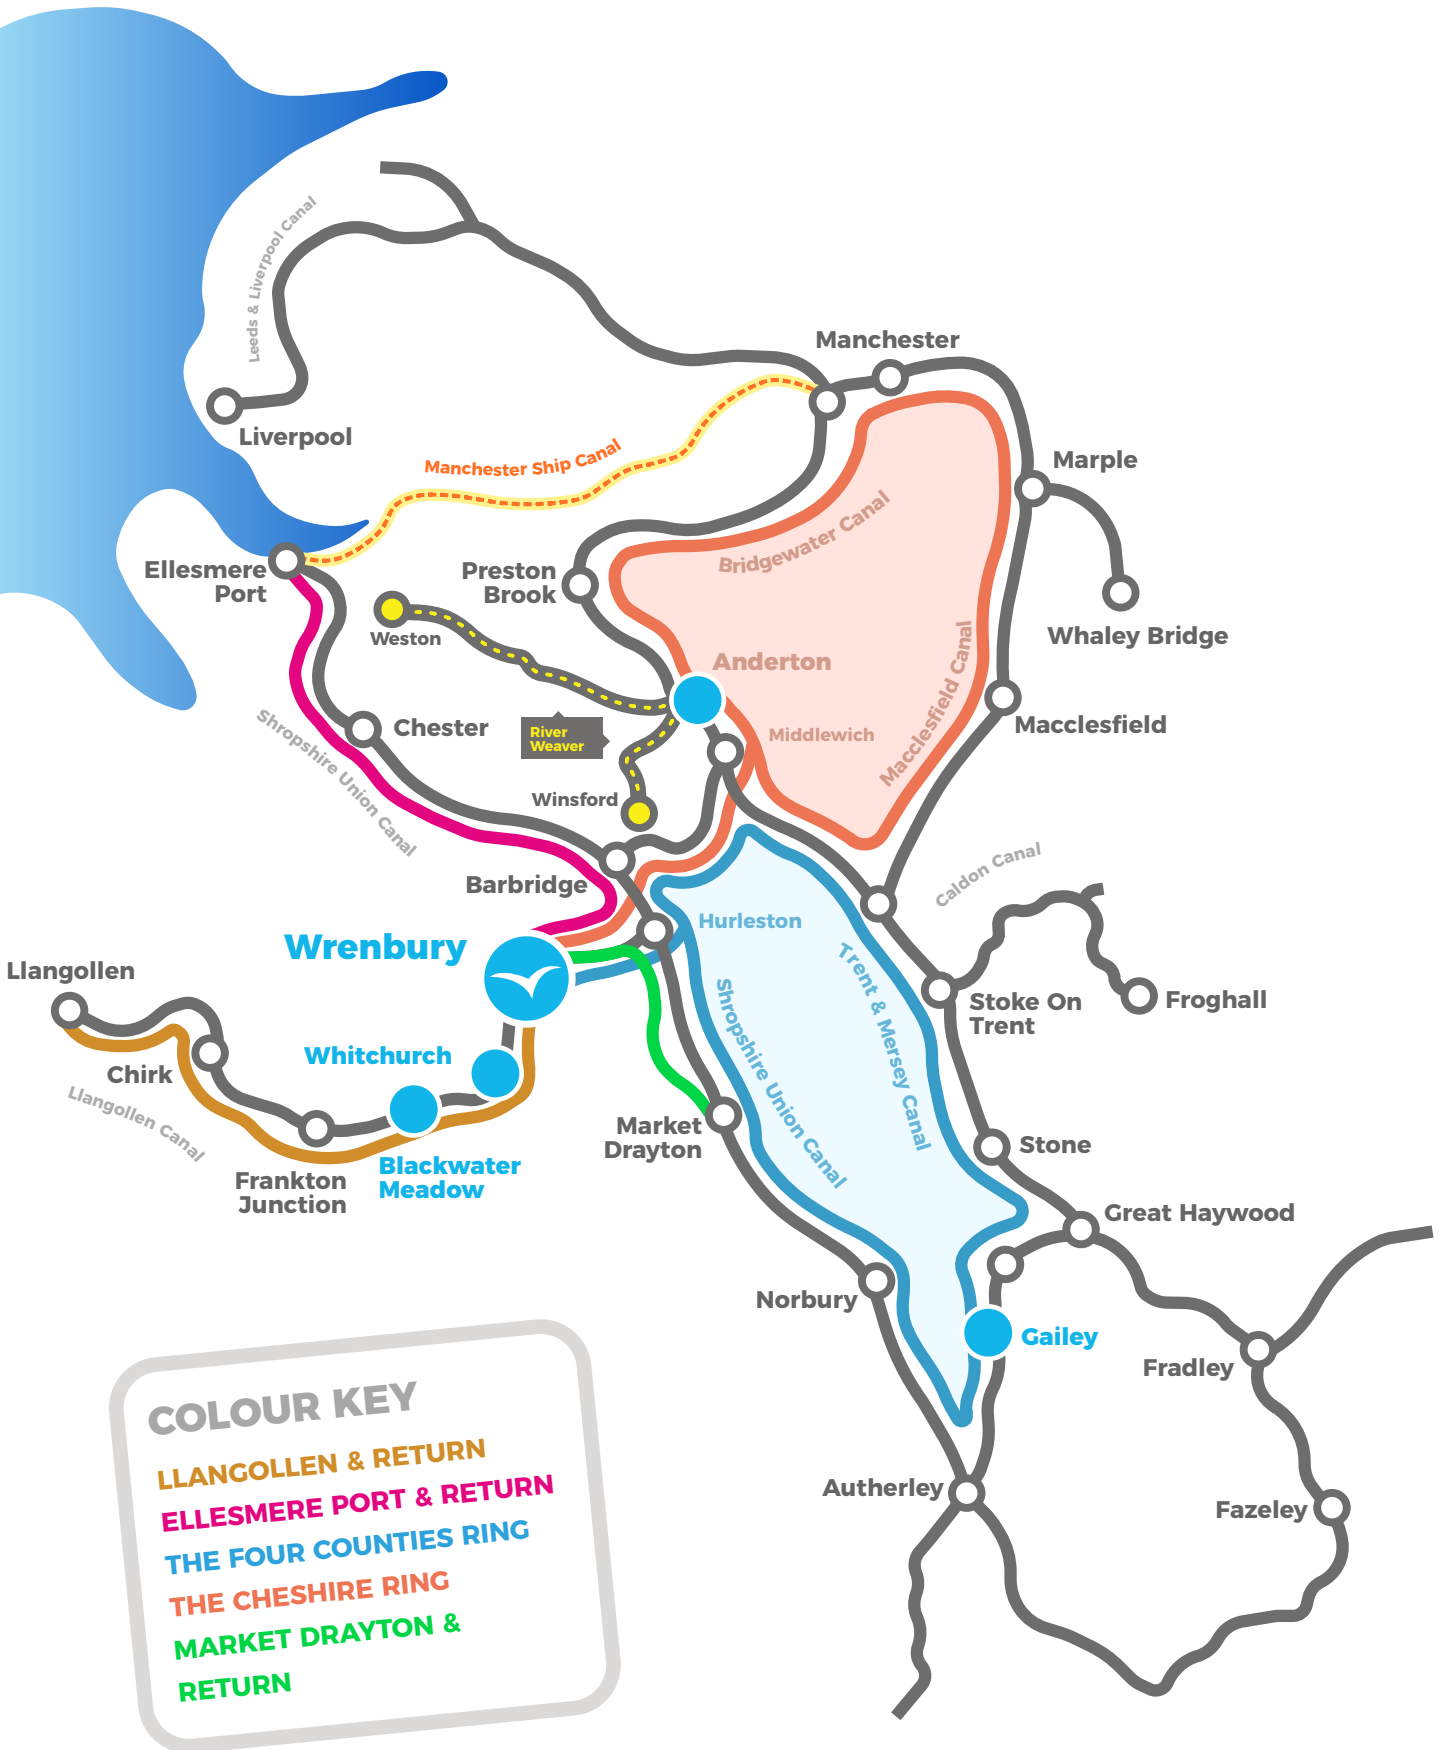 Leeds & Liverpool Canal
Manchester
Liverpool
Manchester Ship Canal
Marple
Bridgewater Canal
Ellesmere
Port
Preston
Brook
Weston
Whaley Bridge
Anderton
Macclesfield Canal
Chester
River
Weaver
Middlewich
Macclesfield
Shropshire Union Canal
Winsford
Caldon Canal
Barbridge
Hurleston
Wrenbury
Llangollen
Trent & Mersey Canal
Stoke On
Trent
Froghall
Shropshire Union Canal
Whitchurch
Chirk
Llangollen Canal
Market
Drayton
Stone
Blackwater
Meadow
Frankton
Junction
Great Haywood
Norbury
Gailey
Fradley
Autherley
Fazeley
COLOUR KEY
LLANGOLLEN & RETURN
ELLESMERE PORT & RETURN
THE FOUR COUNTIES RING
THE CHESHIRE RING
MARKET DRAYTON &
RETURN